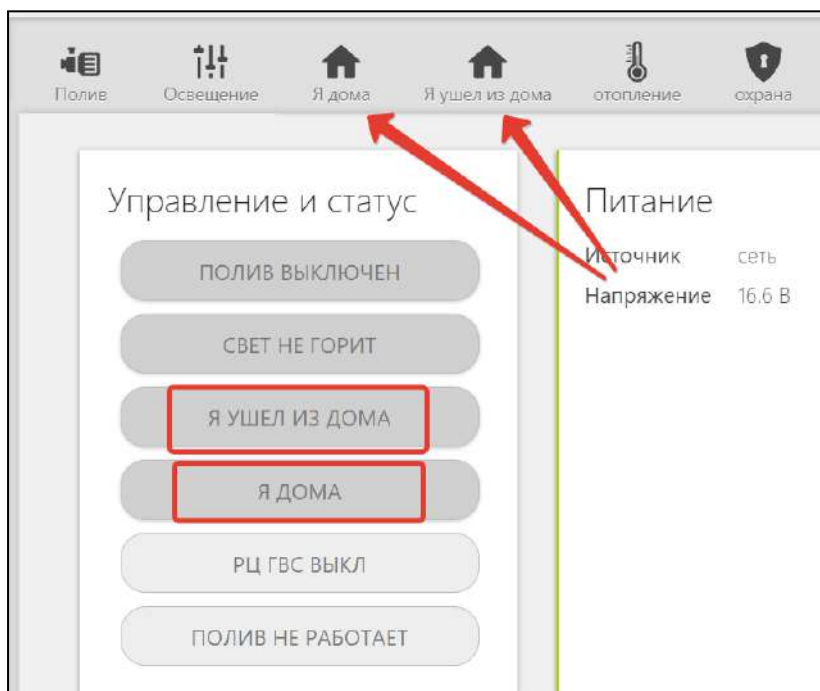 Полив Освещение Я дома Я ушел из дома отопление охрана
Управление и статус
ПОЛИВ ВЫКЛЮЧЕН
СВЕТ НЕ ГОРИТ
Я УШЕЛ ИЗ ДОМА
Я ДОМА
РЦ ГВС ВЫКЛ
ПОЛИВ НЕ РАБОТАЕТ
Питание
Источник сеть
Напряжение 16.6 В